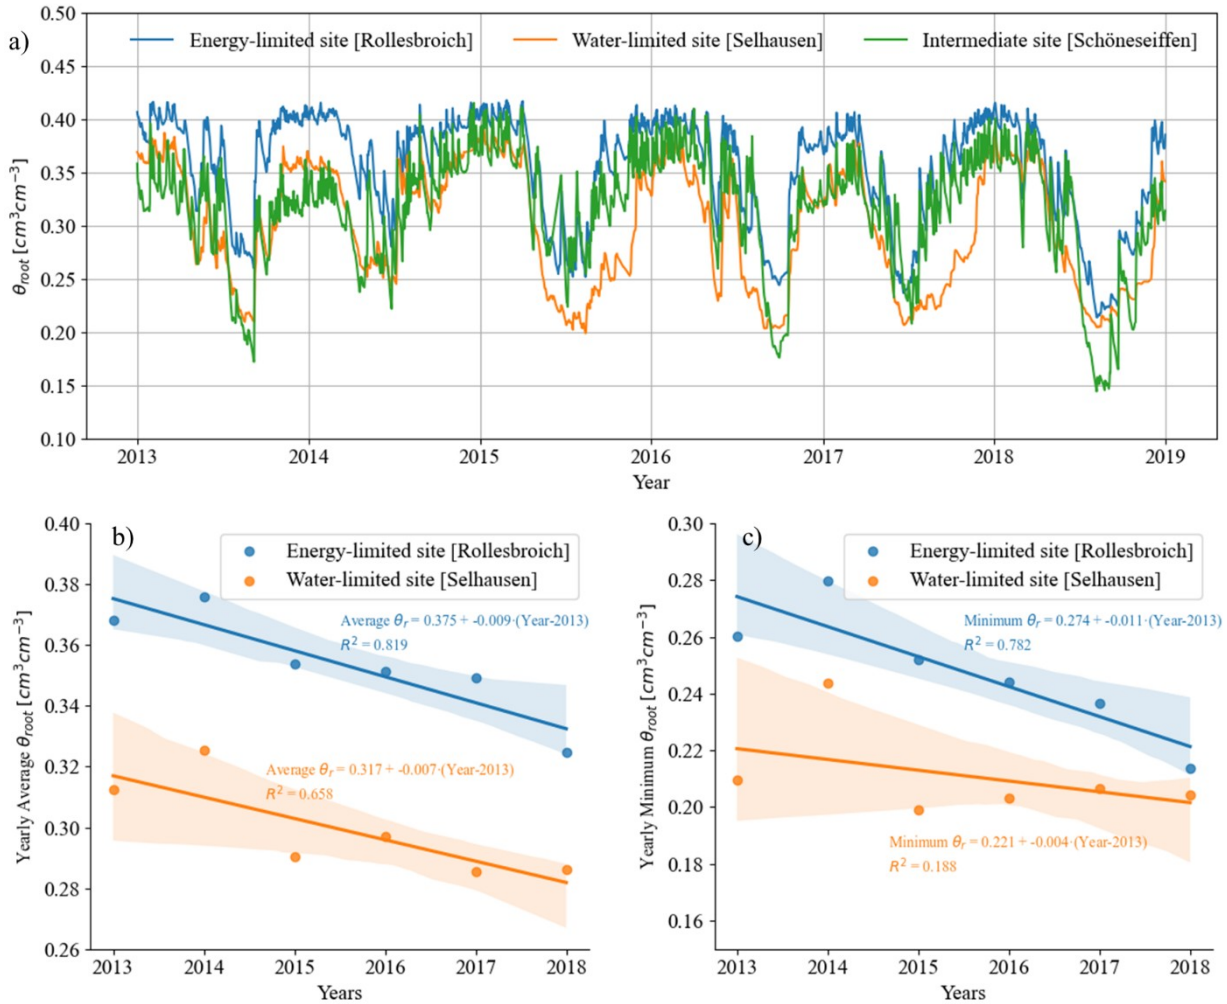 a)
Energy-limited site [Rollesbroich] Water-limited site [Selhausen] Intermediate site [Schöneseiffen]
0.50
0.45
0.40
0.35
0.30
0.25
0.20
0.15
0.10
θroot [cm³cm⁻³]
2013 2014 2015 2016 2017 2018 2019
Year
b)
Energy-limited site [Rollesbroich]
Water-limited site [Selhausen]
Average θr = 0.375 + -0.009·(Year-2013)
R² = 0.819
Average θr = 0.317 + -0.007·(Year-2013)
R² = 0.658
0.40
0.38
0.36
0.34
0.32
0.30
0.28
0.26
Yearly Average θroot [cm³cm⁻³]
2013 2014 2015 2016 2017 2018
Years
c)
Energy-limited site [Rollesbroich]
Water-limited site [Selhausen]
Minimum θr = 0.274 + -0.011·(Year-2013)
R² = 0.782
Minimum θr = 0.221 + -0.004·(Year-2013)
R² = 0.188
0.30
0.28
0.26
0.24
0.22
0.20
0.18
0.16
Yearly Minimum θroot [cm³cm⁻³]
2013 2014 2015 2016 2017 2018
Years